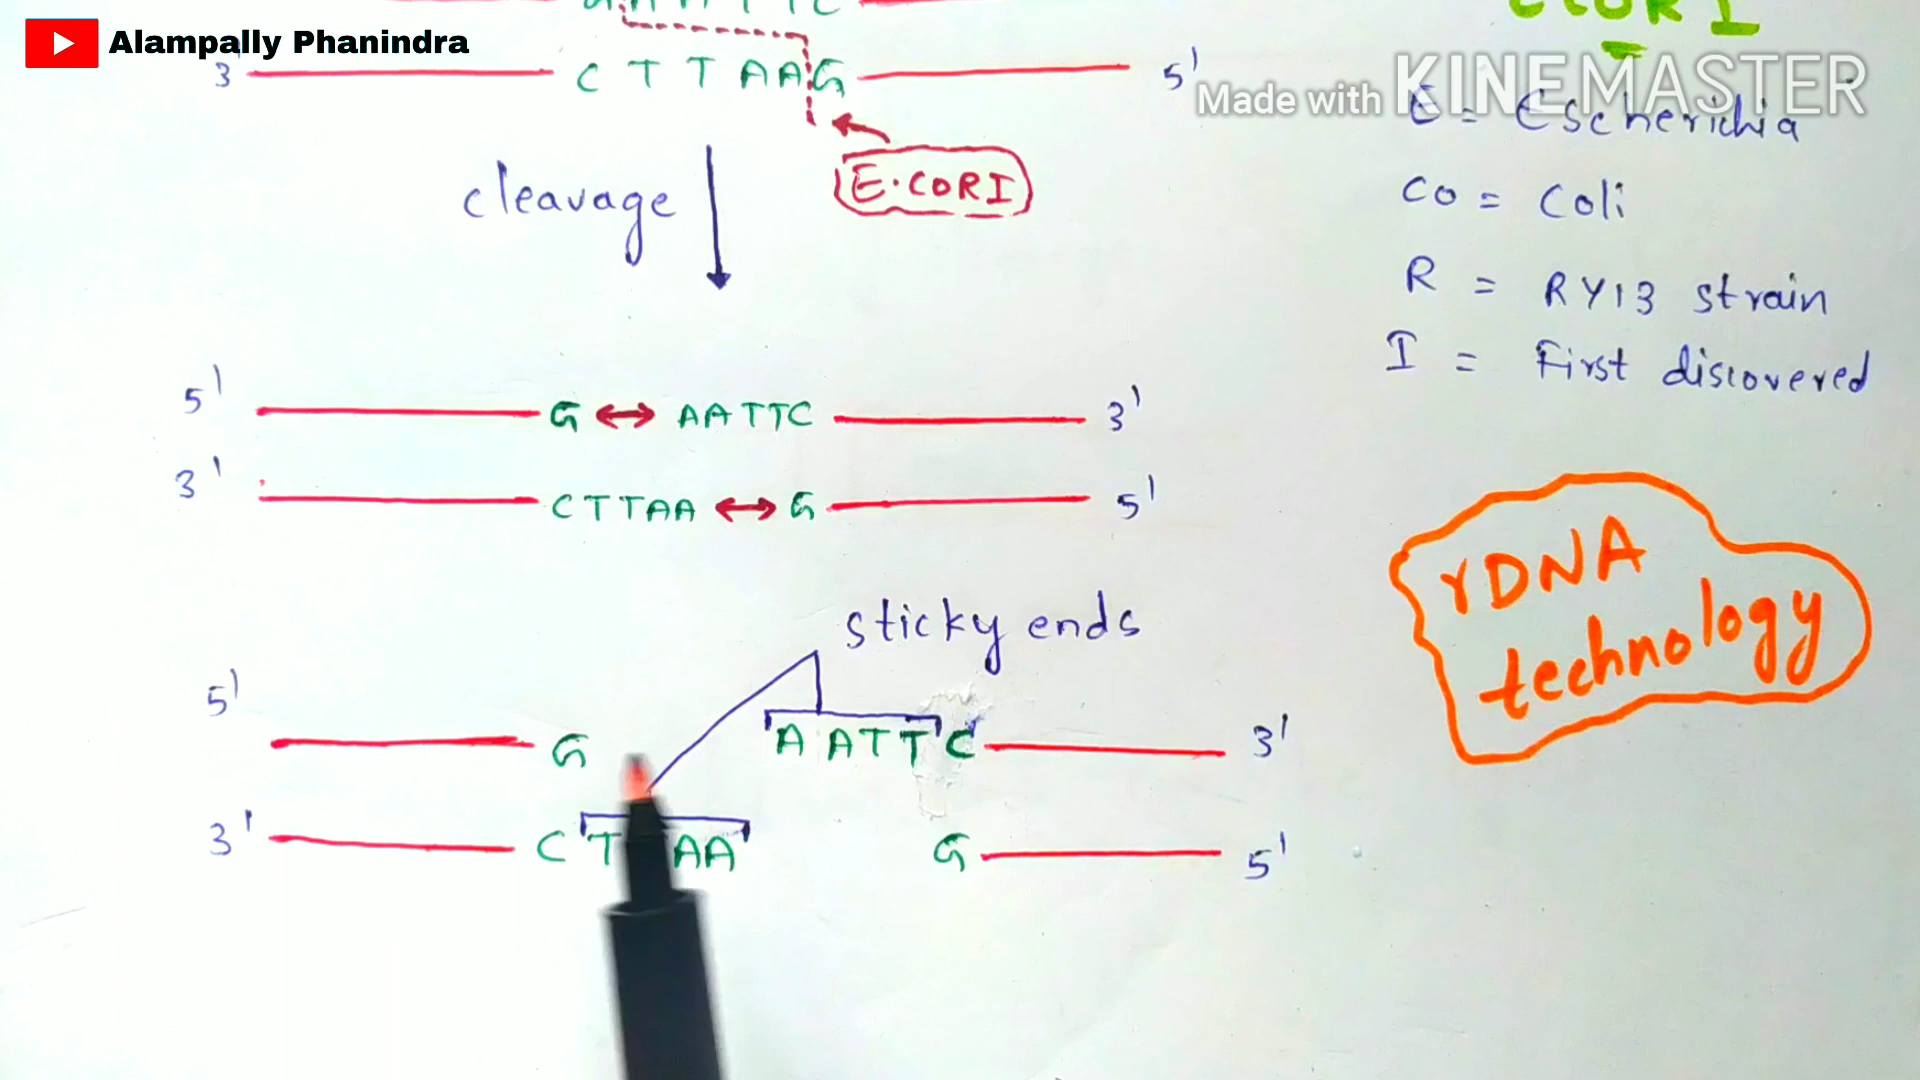 Alampally Phanindra
3' C T T A A G 5'
Made with KINEMASTER
E = Escherichia
E.CORI
cleavage
CO = Coli
R = RY13 strain
I = First discovered
5' G AATTC 3'
3' CTTAA G 5'
rDNA
technology
sticky ends
5' G A A T T C 3'
3' C T AA G 5'